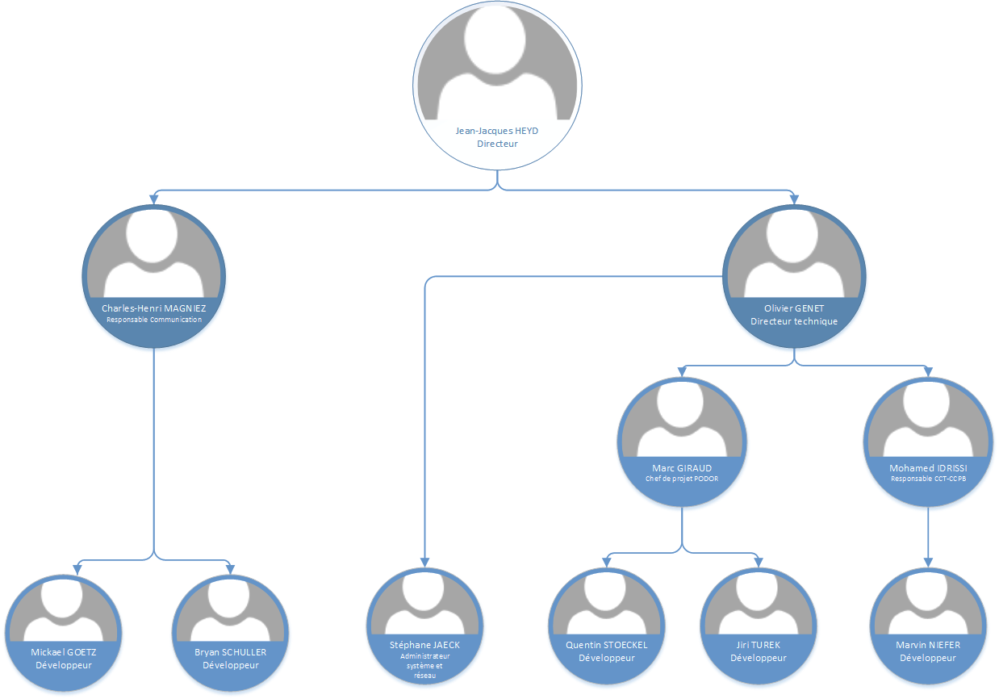 Jean-Jacques HEYD
Directeur
Charles-Henri MAGNIEZ
Responsable Communication
Olivier GENET
Directeur technique
Marc GIRAUD
Chef de projet PODOR
Mohamed IDRISSI
Responsable CCT-CCPB
Mickael GOETZ
Développeur
Bryan SCHULLER
Développeur
Stéphane JAECK
Administrateur
système et
réseau
Quentin STOECKEL
Développeur
Jiri TUREK
Développeur
Marvin NIEFER
Développeur